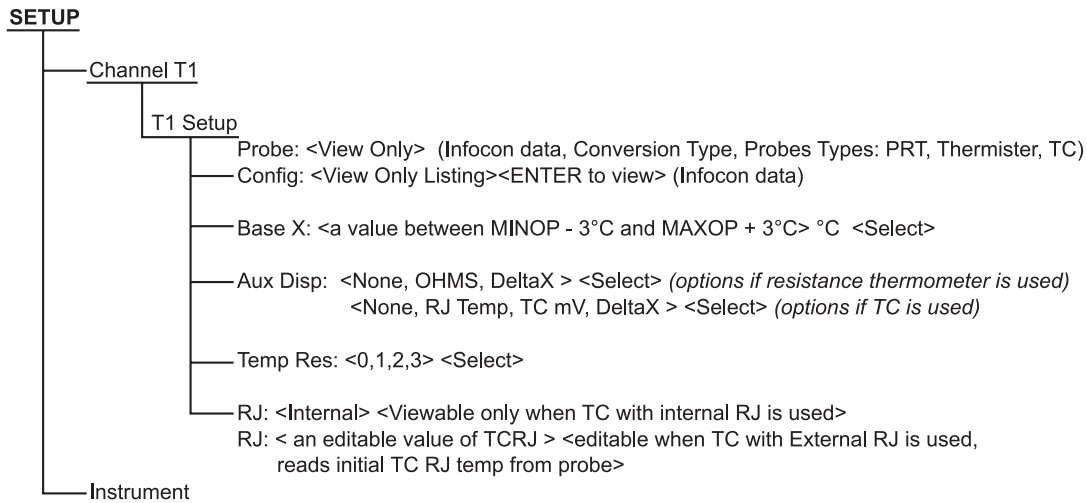 SETUP
Channel T1
T1 Setup
Probe: <View Only> (Infocon data, Conversion Type, Probes Types: PRT, Thermister, TC)
Config: <View Only Listing><ENTER to view> (Infocon data)
Base X: <a value between MINOP - 3°C and MAXOP + 3°C> °C <Select>
Aux Disp: <None, OHMS, DeltaX > <Select> (options if resistance thermometer is used)
<None, RJ Temp, TC mV, DeltaX > <Select> (options if TC is used)
Temp Res: <0,1,2,3> <Select>
RJ: <Internal> <Viewable only when TC with internal RJ is used>
RJ: < an editable value of TCRJ > <editable when TC with External RJ is used,
reads initial TC RJ temp from probe>
Instrument